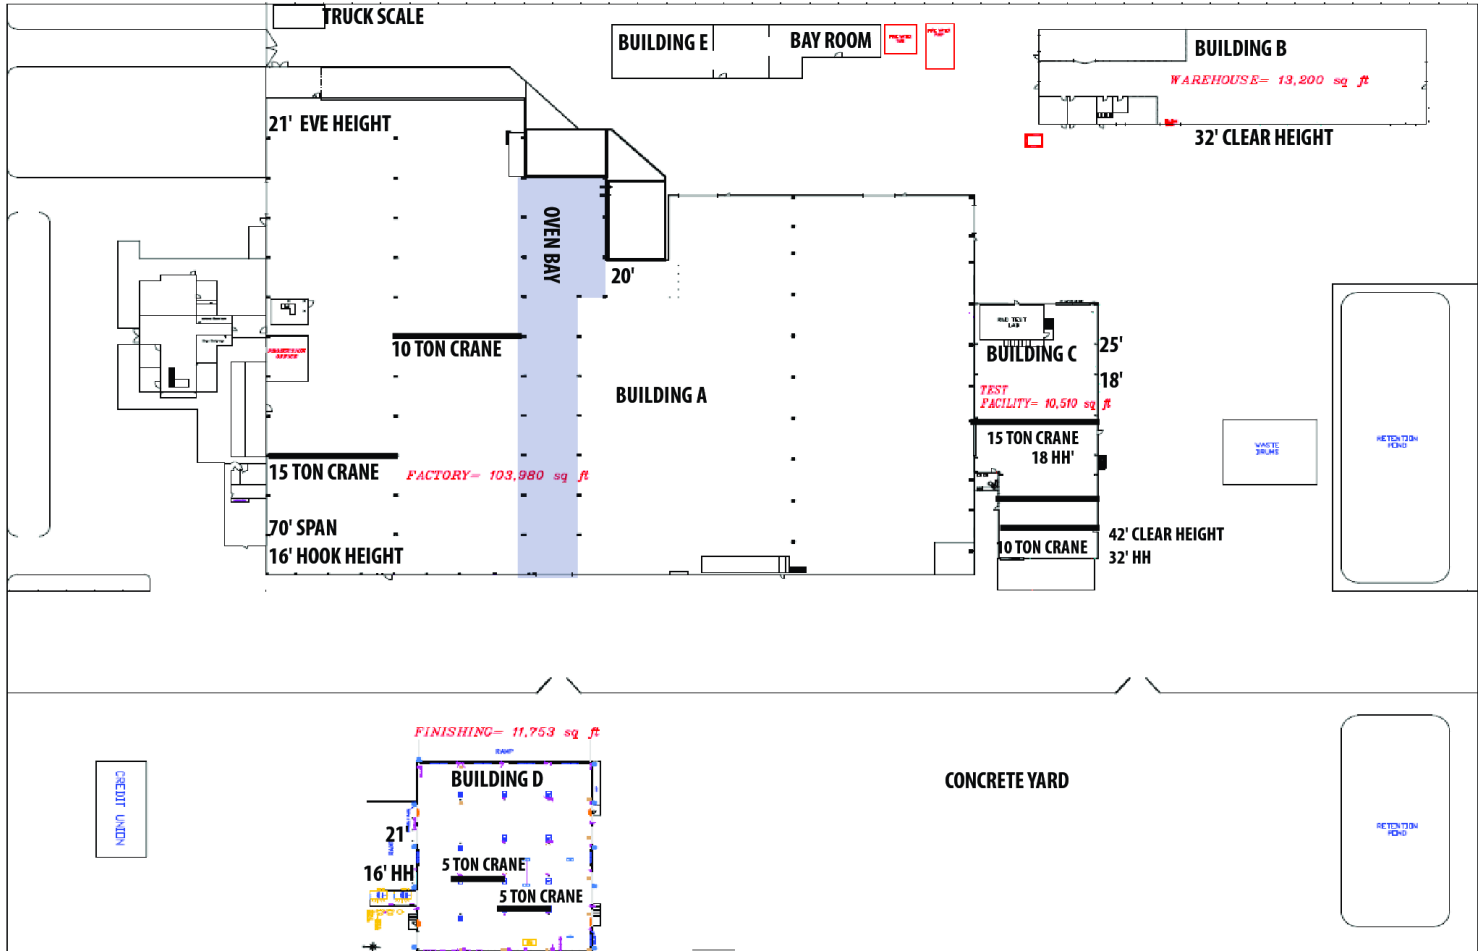 TRUCK SCALE
BUILDING E
BAY ROOM
BUILDING B
WAREHOUSE= 13,200 sq ft
32' CLEAR HEIGHT
21' EVE HEIGHT
OVEN BAY
20'
10 TON CRANE
BUILDING A
R&D TEST
LAB
BUILDING C
25'
18'
TEST
FACILITY= 10,510 sq ft
15 TON CRANE
18 HH'
15 TON CRANE
FACTORY= 103,980 sq ft
70' SPAN
16' HOOK HEIGHT
10 TON CRANE
42' CLEAR HEIGHT
32' HH
WASTE
DRUMS
RETENTION
POND
FINISHING= 11,753 sq ft
RAMP
BUILDING D
CREDIT UNION
21'
16' HH
5 TON CRANE
5 TON CRANE
CONCRETE YARD
RETENTION
POND